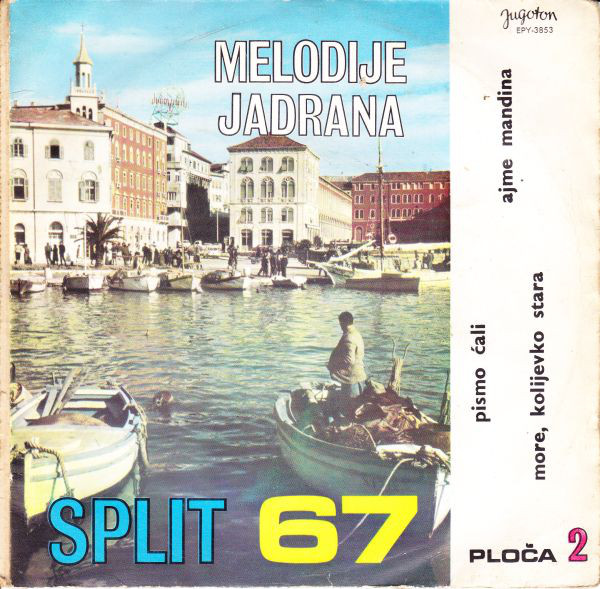 MELODIJE
JADRANA
SPLIT 67
Jugoton
EPY-3853
pismo ćali
ajme mandina
more, kolijevko stara
PLOČA 2